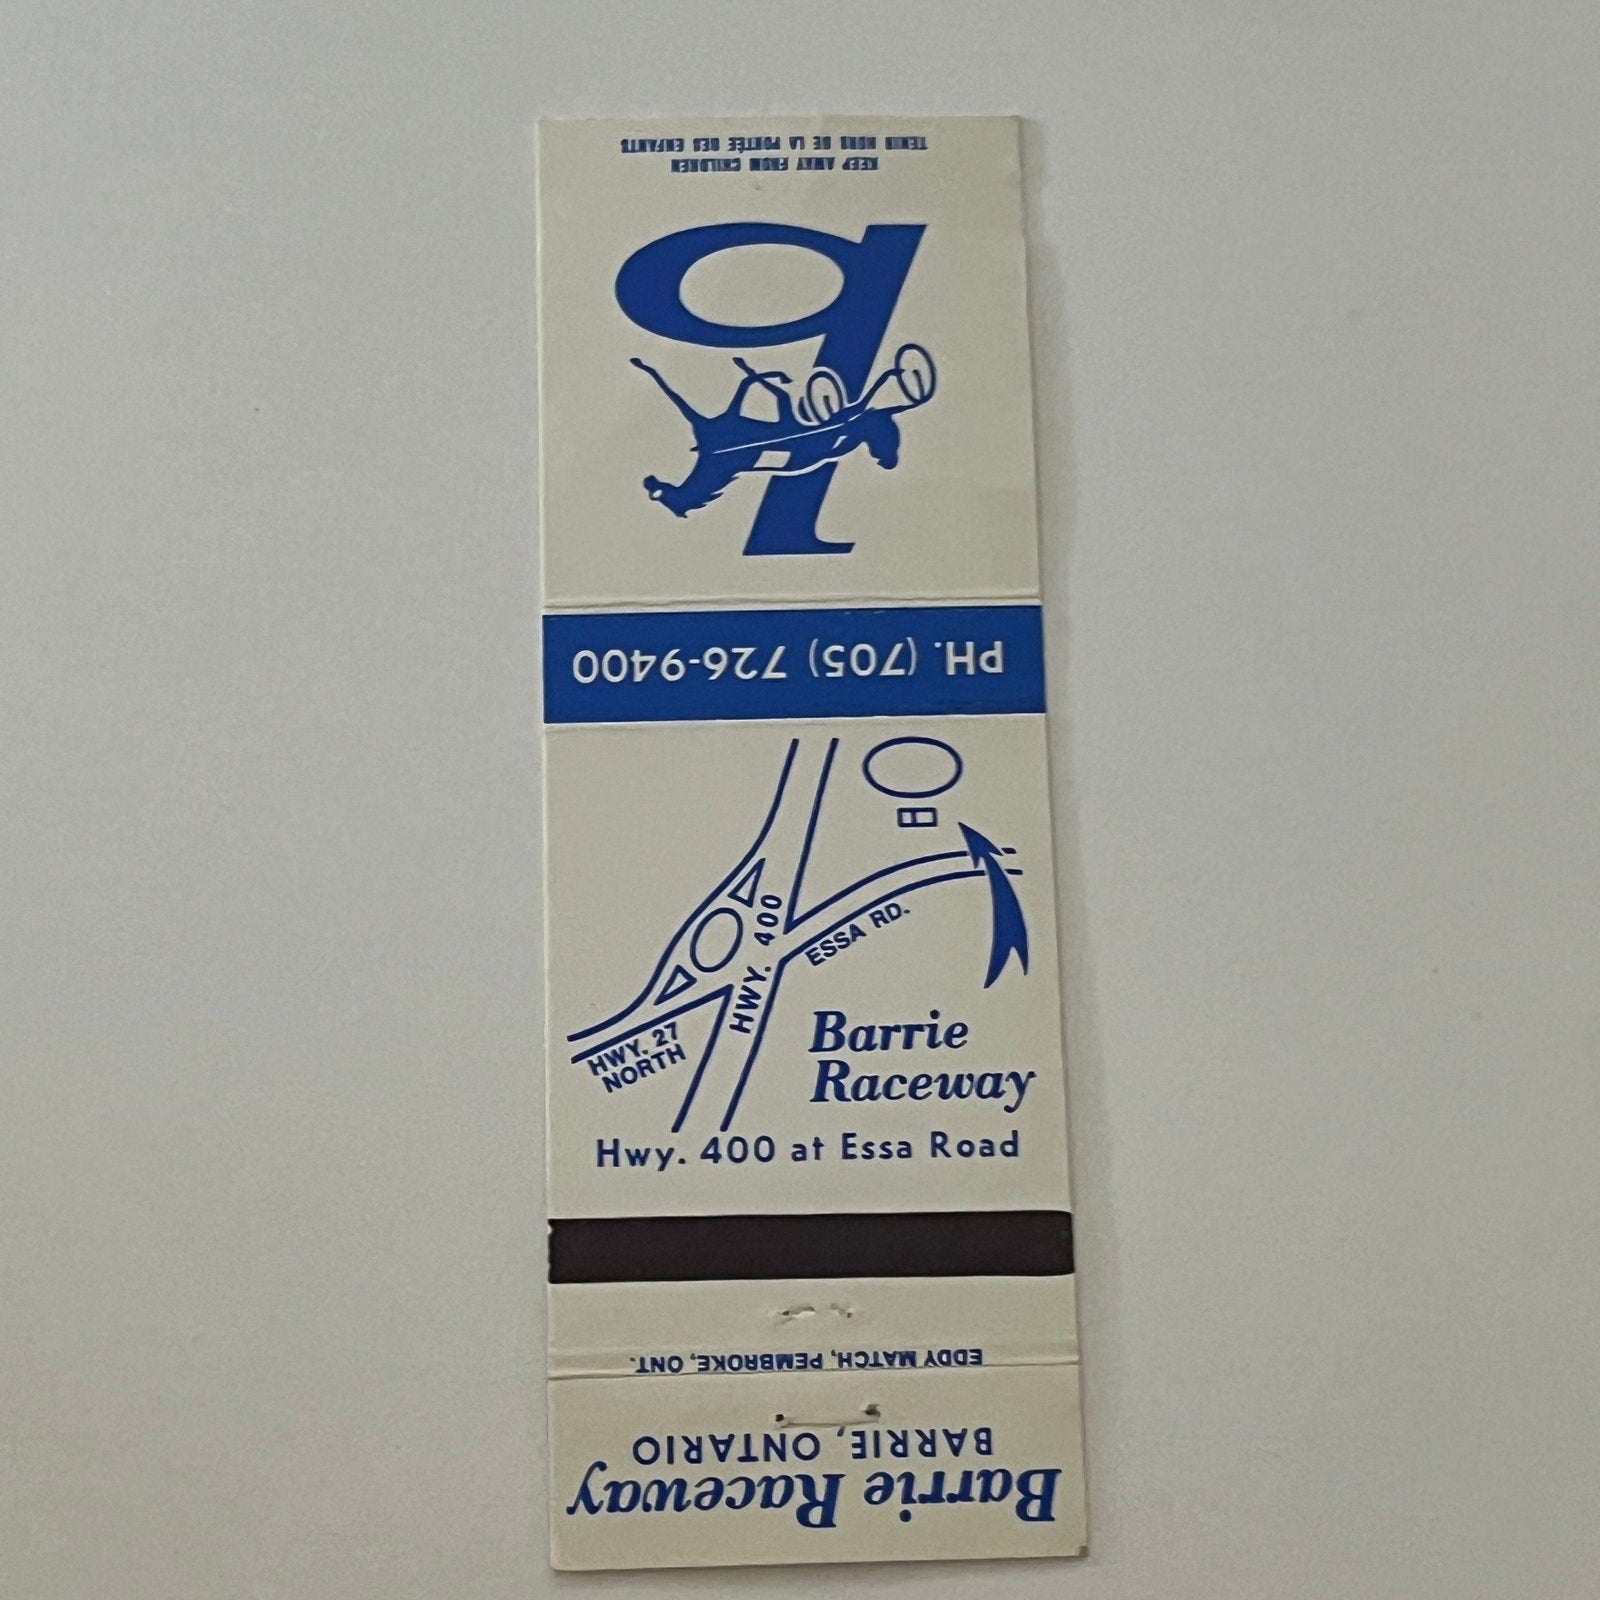 KEEP AWAY FROM CHILDREN
TENIR HORS DE LA PORTÉE DES ENFANTS
b
PH. (705) 726-9400
HWY. 400
ESSA RD.
HWY. 27
NORTH
Barrie
Raceway
Hwy. 400 at Essa Road
EDDY MATCH, PEMBROKE, ONT.
Barrie Raceway
BARRIE, ONTARIO